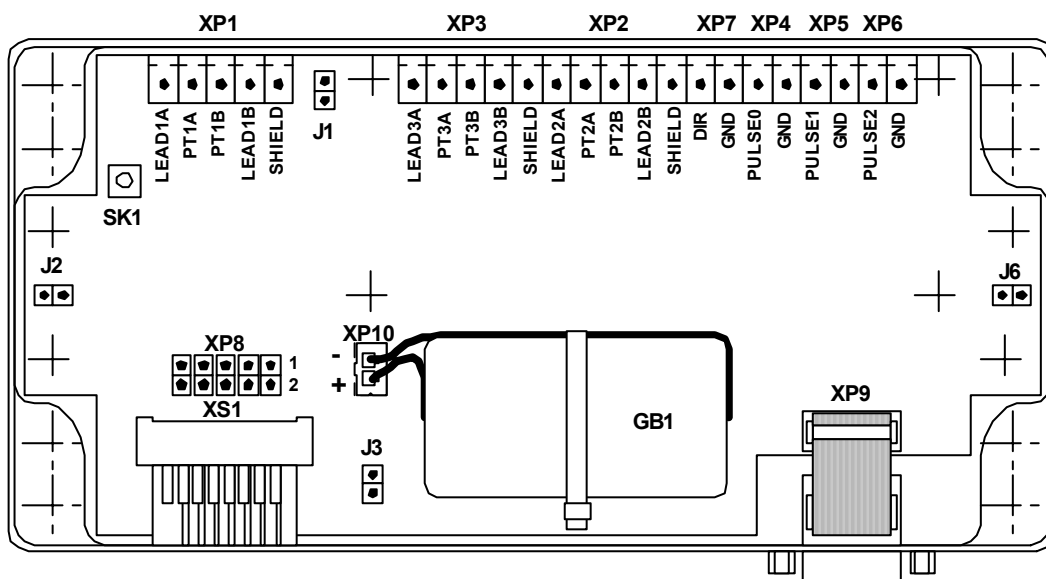 XP1 XP3 XP2 XP7 XP4 XP5 XP6
LEAD1A
PT1A
PT1B
LEAD1B
SHIELD
J1
LEAD3A
PT3A
PT3B
LEAD3B
SHIELD
LEAD2A
PT2A
PT2B
LEAD2B
SHIELD
DIR
GND
PULSE0
GND
PULSE1
GND
PULSE2
GND
SK1
J2
J6
XP8
1
2
XP10
-
+
XS1
GB1
XP9
J3